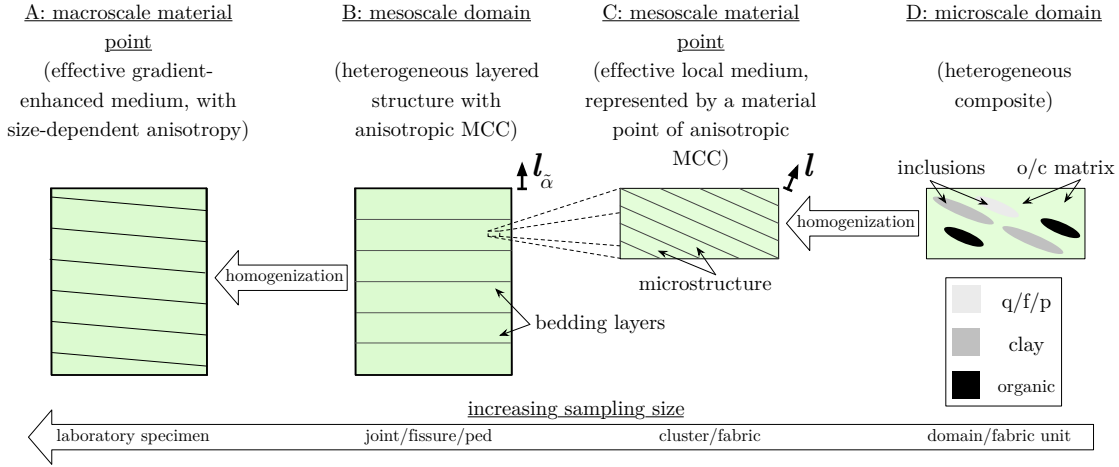 A: macroscale material
point
(effective gradient-
enhanced medium, with
size-dependent anisotropy)
B: mesoscale domain
(heterogeneous layered
structure with
anisotropic MCC)
C: mesoscale material
point
(effective local medium,
represented by a material
point of anisotropic
MCC)
D: microscale domain
(heterogeneous
composite)
l_α̃
l
inclusions
o/c matrix
homogenization
homogenization
microstructure
bedding layers
q/f/p
clay
organic
increasing sampling size
laboratory specimen
joint/fissure/ped
cluster/fabric
domain/fabric unit